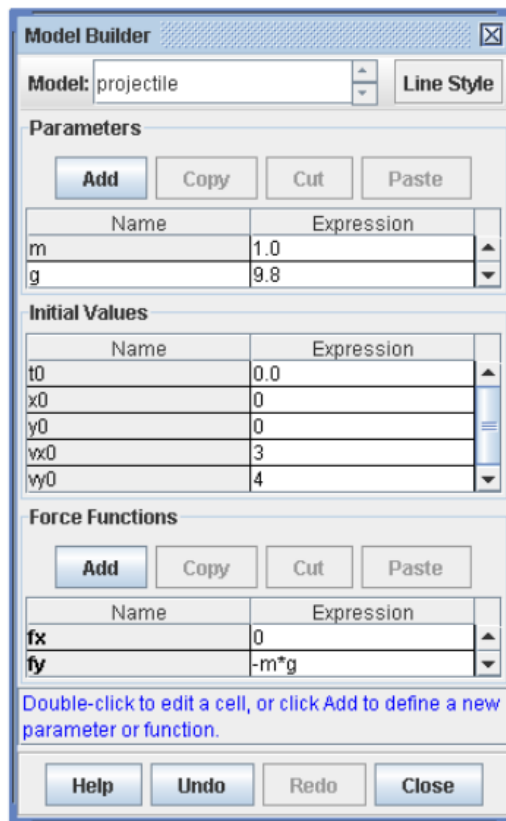 Model Builder
Model: projectile Line Style
Parameters
Add Copy Cut Paste
Name Expression
m 1.0
g 9.8
Initial Values
Name Expression
t0 0.0
x0 0
y0 0
vx0 3
vy0 4
Force Functions
Add Copy Cut Paste
Name Expression
fx 0
fy -m*g
Double-click to edit a cell, or click Add to define a new
parameter or function.
Help Undo Redo Close